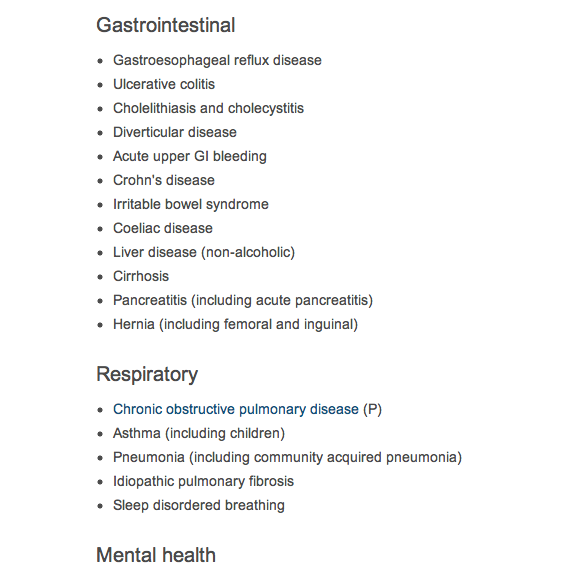 Gastrointestinal
• Gastroesophageal reflux disease
• Ulcerative colitis
• Cholelithiasis and cholecystitis
• Diverticular disease
• Acute upper GI bleeding
• Crohn's disease
• Irritable bowel syndrome
• Coeliac disease
• Liver disease (non-alcoholic)
• Cirrhosis
• Pancreatitis (including acute pancreatitis)
• Hernia (including femoral and inguinal)
Respiratory
• Chronic obstructive pulmonary disease (P)
• Asthma (including children)
• Pneumonia (including community acquired pneumonia)
• Idiopathic pulmonary fibrosis
• Sleep disordered breathing
Mental health